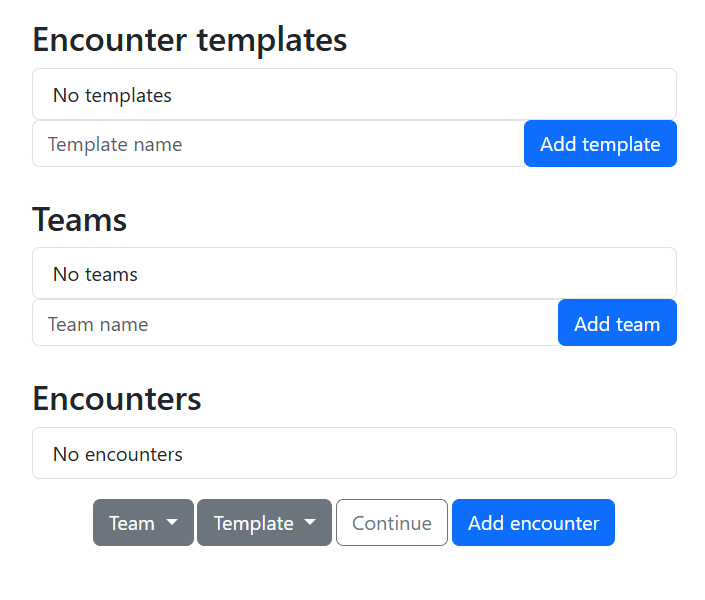 Encounter templates
No templates
Template name Add template
Teams
No teams
Team name Add team
Encounters
No encounters
Team Template Continue Add encounter